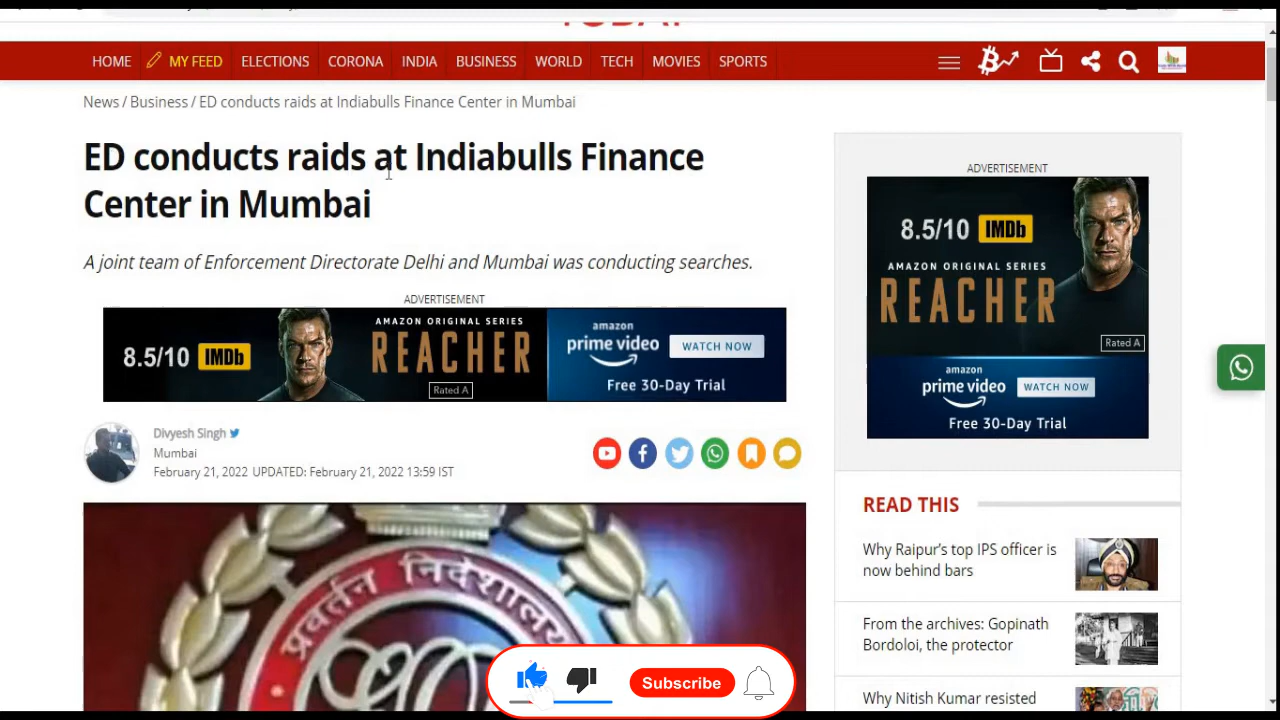 HOME MY FEED ELECTIONS CORONA INDIA BUSINESS WORLD TECH MOVIES SPORTS
News / Business / ED conducts raids at Indiabulls Finance Center in Mumbai
ED conducts raids at Indiabulls Finance
Center in Mumbai
A joint team of Enforcement Directorate Delhi and Mumbai was conducting searches.
ADVERTISEMENT
8.5/10 IMDb
AMAZON ORIGINAL SERIES
REACHER
Rated A
amazon
prime video
WATCH NOW
Free 30-Day Trial
Divyesh Singh
Mumbai
February 21, 2022 UPDATED: February 21, 2022 13:59 IST
प्रवर्तन निदेशालय
Subscribe
ADVERTISEMENT
8.5/10 IMDb
AMAZON ORIGINAL SERIES
REACHER
Rated A
amazon
prime video
WATCH NOW
Free 30-Day Trial
READ THIS
Why Raipur's top IPS officer is
now behind bars
From the archives: Gopinath
Bordoloi, the protector
Why Nitish Kumar resisted